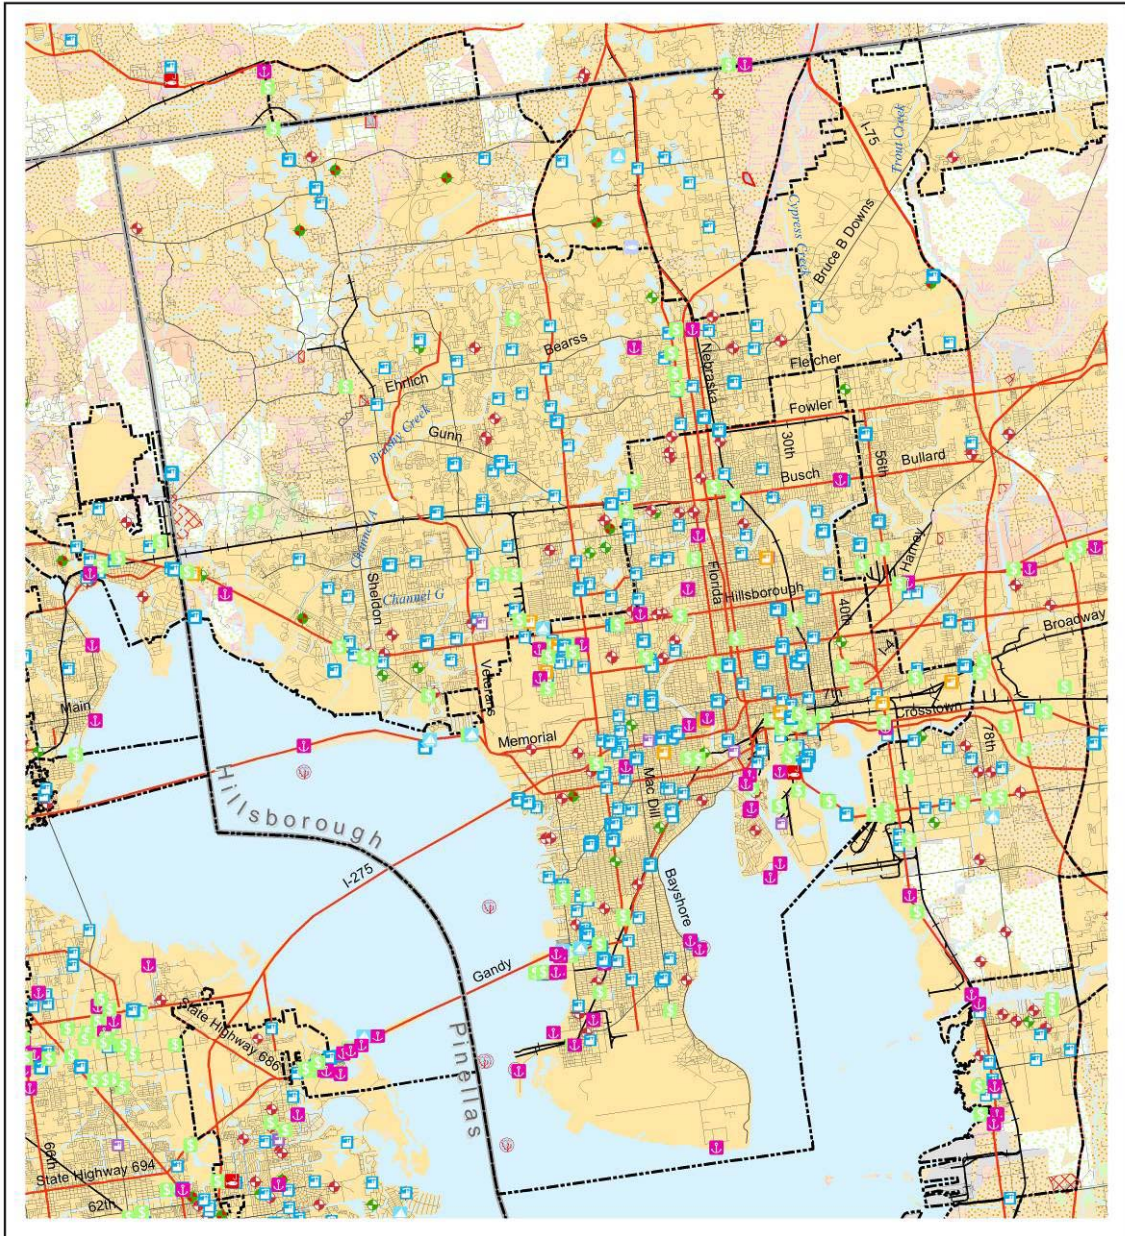 I-75
Trout Creek
Cypress Creek
Bruce B Downs
Bearss
Nebraska
Fletcher
Ehrlich
Brushy Creek
Gunn
Fowler
30th
56th
Busch
Bullard
Channel A
Harney
Sheldon
Channel G
Florida
Hillsborough
40th
Broadway
I-4
Veterans
7th
Main
Crosstown
Memorial
78th
Mac Dill
Hillsborough
I-275
Bayshore
Gandy
State Highway 686
Pinellas
66th
State Highway 694
62th